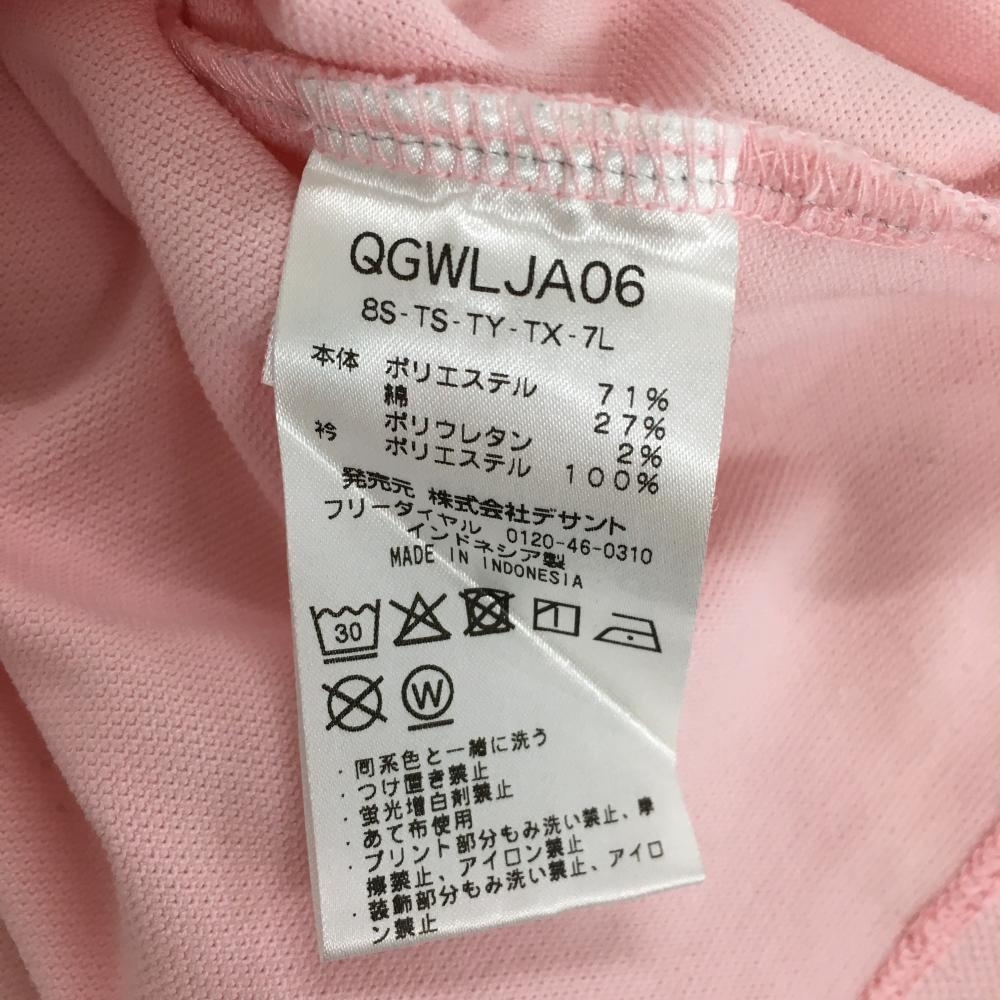 QGWLJA06
8S-TS-TY-TX-7L
本体 ポリエステル 71%
綿 27%
ポリウレタン 2%
衿 ポリエステル 100%
発売元 株式会社デサント
フリーダイヤル 0120-46-0310
インドネシア製
MADE IN INDONESIA
30
W
・同系色と一緒に洗う
・つけ置き禁止
・蛍光増白剤禁止
・あて布使用
・プリント部分もみ洗い禁止、摩
擦禁止、アイロン禁止
・装飾部分もみ洗い禁止、アイロ
ン禁止